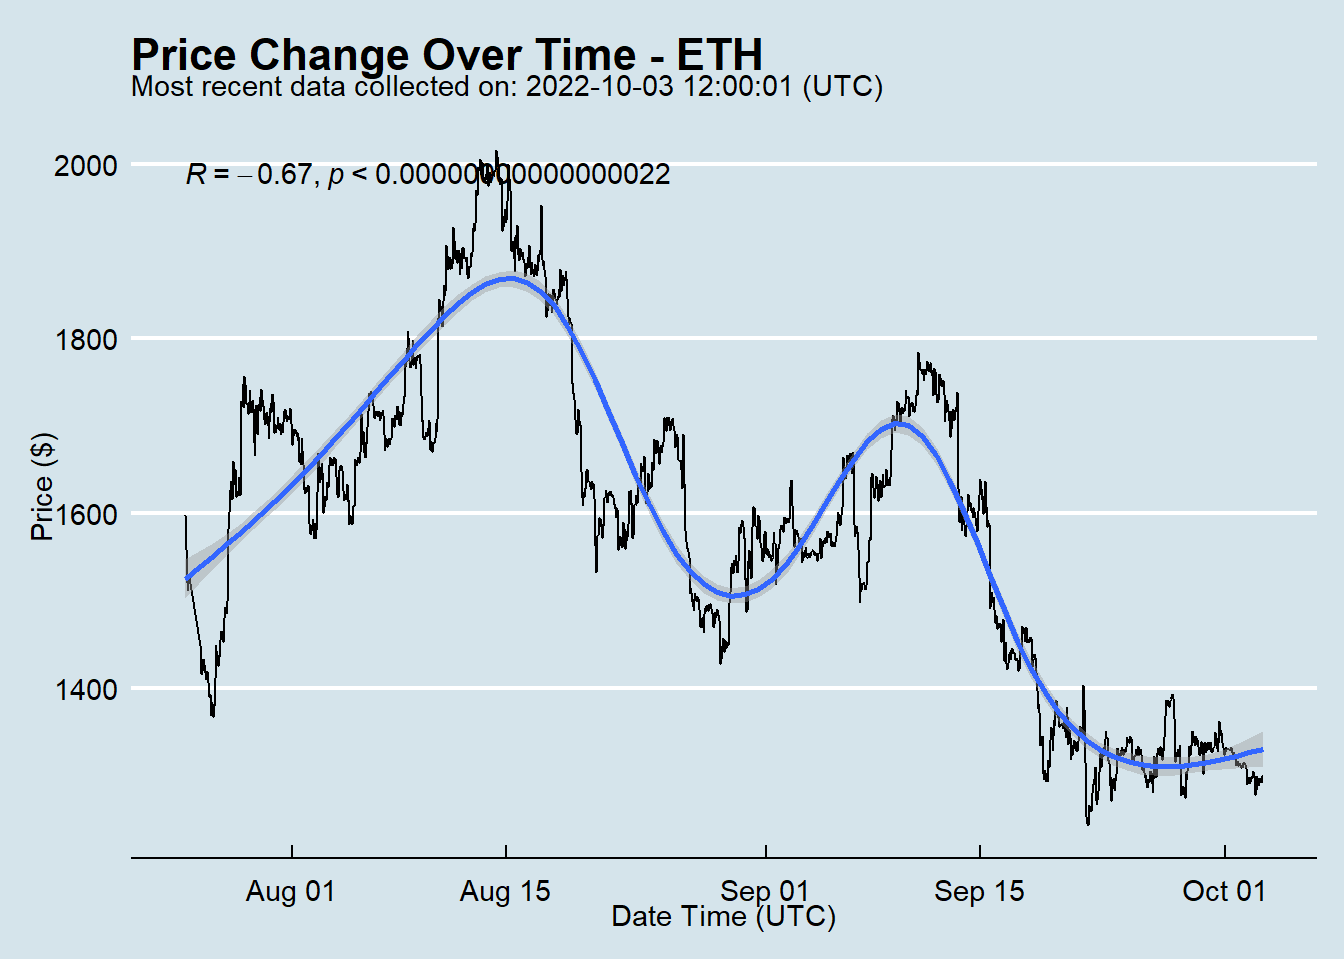 Price Change Over Time - ETH
Most recent data collected on: 2022-10-03 12:00:01 (UTC)
R = −0.67, p < 0.00000000000000022
2000
1800
1600
1400
Price ($)
Aug 01 Aug 15 Sep 01 Sep 15 Oct 01
Date Time (UTC)